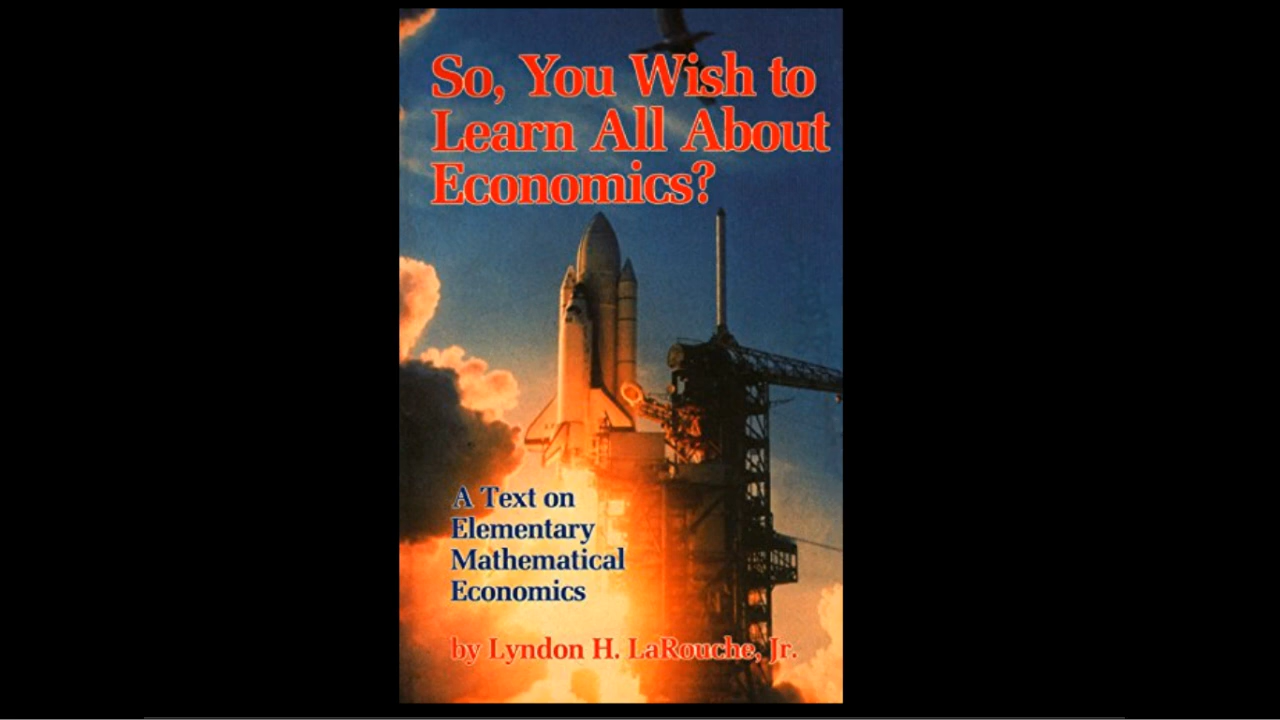 So, You Wish to
Learn All About
Economics?
A Text on
Elementary
Mathematical
Economics
by Lyndon H. LaRouche, Jr.